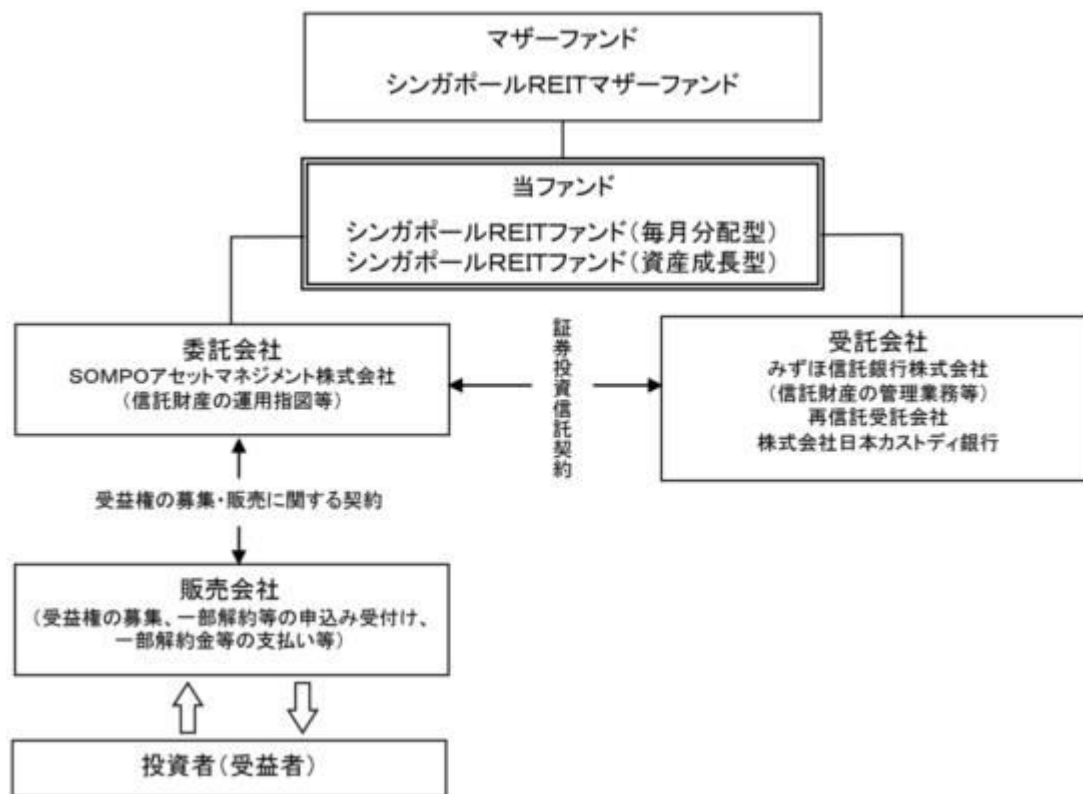 マザーファンド
シンガポールREITマザーファンド
当ファンド
シンガポールREITファンド(毎月分配型)
シンガポールREITファンド(資産成長型)
委託会社
SOMPOアセットマネジメント株式会社
(信託財産の運用指図等)
証券投資信託契約
受託会社
みずほ信託銀行株式会社
(信託財産の管理業務等)
再信託受託会社
株式会社日本カストディ銀行
受益権の募集・販売に関する契約
販売会社
(受益権の募集、一部解約等の申込み受付け、
一部解約金等の支払い等)
投資者(受益者)